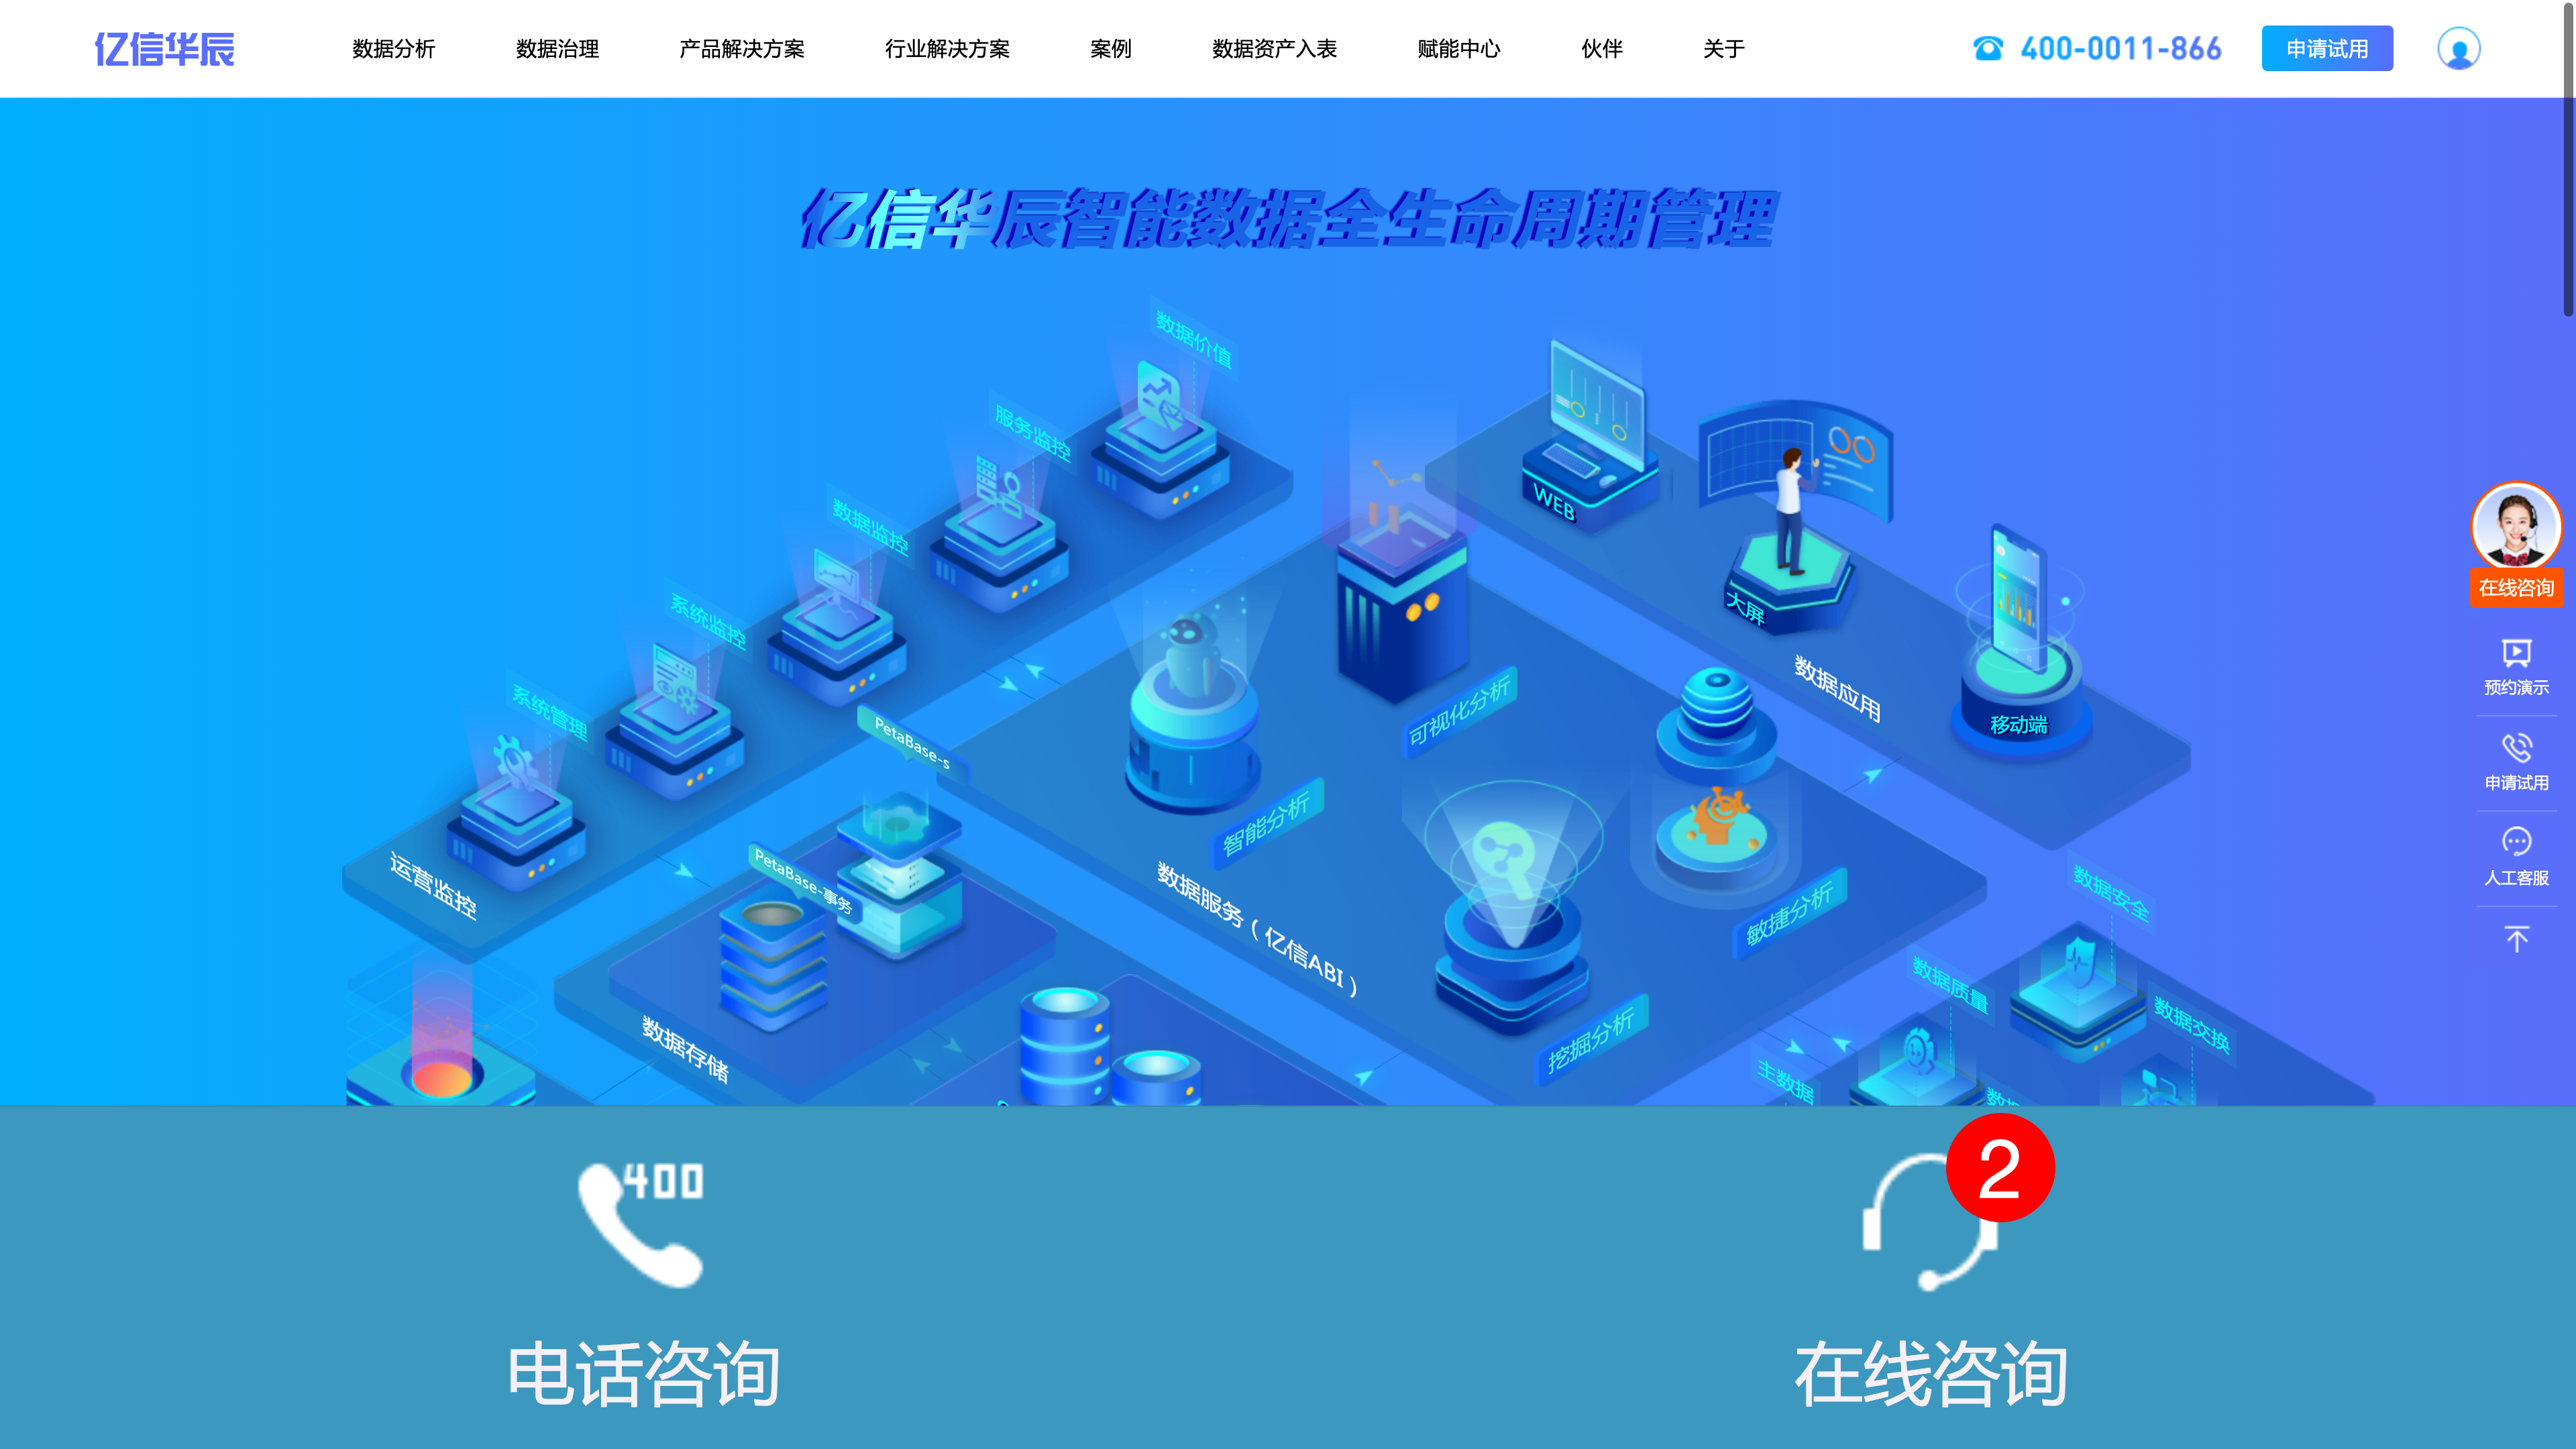 亿信华辰
数据分析
数据治理
产品解决方案
行业解决方案
案例
数据资产入表
赋能中心
伙伴
关于
400-0011-866
申请试用
亿信华辰智能数据全生命周期管理
数据价值
服务监控
数据监控
系统监控
系统管理
运营监控
WEB
大屏
移动端
数据应用
可视化分析
智能分析
敏捷分析
挖掘分析
数据服务（亿信ABI）
PetaBase-s
PetaBase-事务
数据存储
数据安全
数据质量
数据交换
主数据
在线咨询
预约演示
申请试用
人工客服
400
电话咨询
2
在线咨询